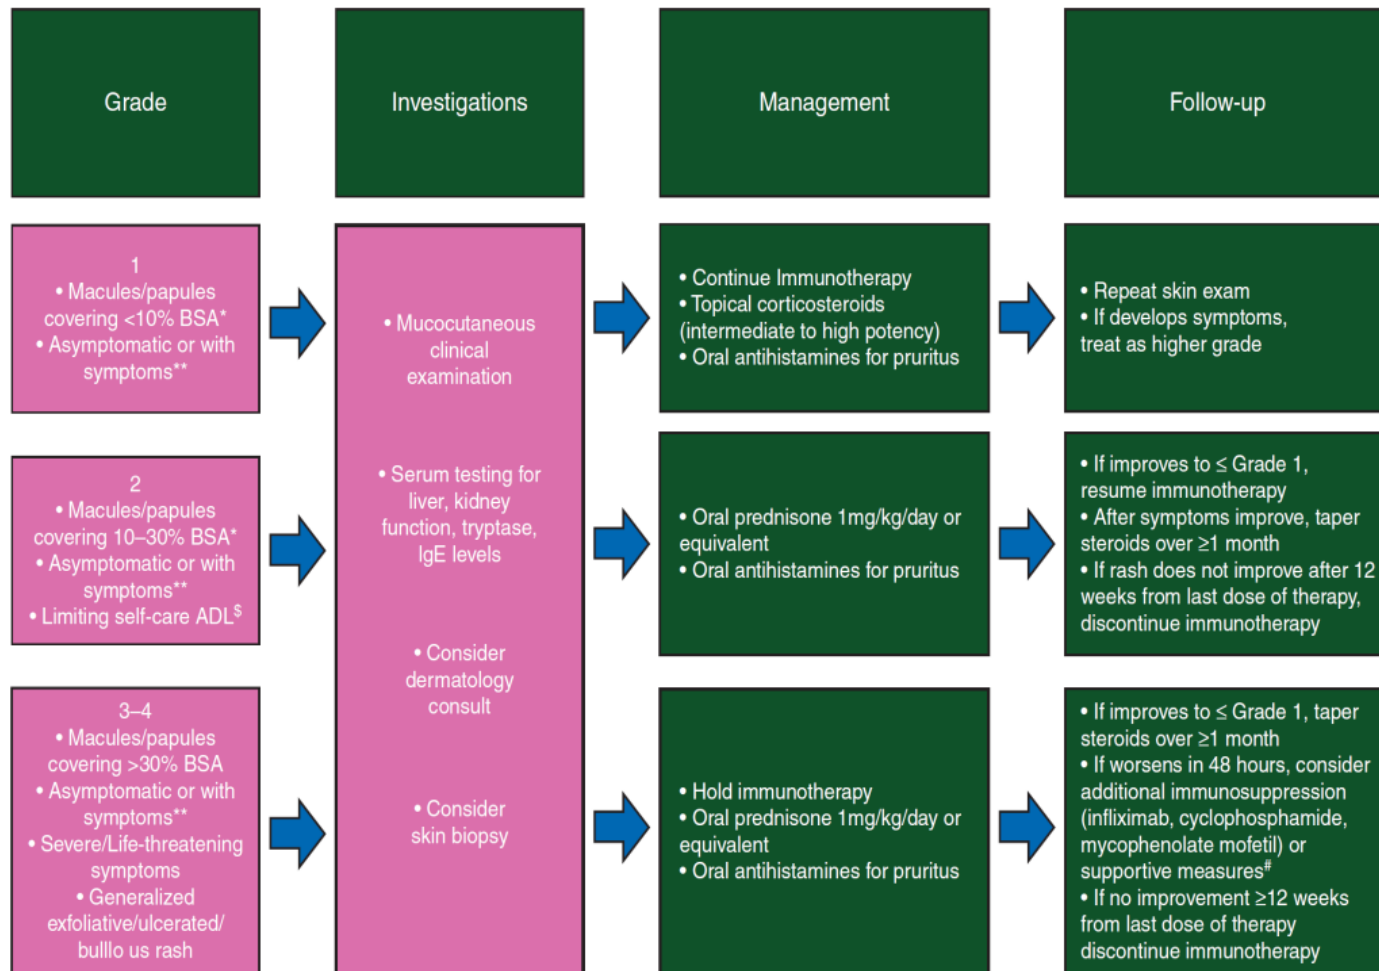 Grade
Investigations
Management
Follow-up
1
• Macules/papules
covering <10% BSA*
• Asymptomatic or with
symptoms**
• Mucocutaneous
clinical
examination
• Serum testing for
liver, kidney
function, tryptase,
IgE levels
• Consider
dermatology
consult
• Consider
skin biopsy
• Continue Immunotherapy
• Topical corticosteroids
(intermediate to high potency)
• Oral antihistamines for pruritus
• Repeat skin exam
• If develops symptoms,
treat as higher grade
2
• Macules/papules
covering 10–30% BSA*
• Asymptomatic or with
symptoms**
• Limiting self-care ADL$
• Oral prednisone 1mg/kg/day or
equivalent
• Oral antihistamines for pruritus
• If improves to ≤ Grade 1,
resume immunotherapy
• After symptoms improve, taper
steroids over ≥1 month
• If rash does not improve after 12
weeks from last dose of therapy,
discontinue immunotherapy
3–4
• Macules/papules
covering >30% BSA
• Asymptomatic or with
symptoms**
• Severe/Life-threatening
symptoms
• Generalized
exfoliative/ulcerated/
bulllo us rash
• Hold immunotherapy
• Oral prednisone 1mg/kg/day or
equivalent
• Oral antihistamines for pruritus
• If improves to ≤ Grade 1, taper
steroids over ≥1 month
• If worsens in 48 hours, consider
additional immunosuppression
(infliximab, cyclophosphamide,
mycophenolate mofetil) or
supportive measures#
• If no improvement ≥12 weeks
from last dose of therapy
discontinue immunotherapy